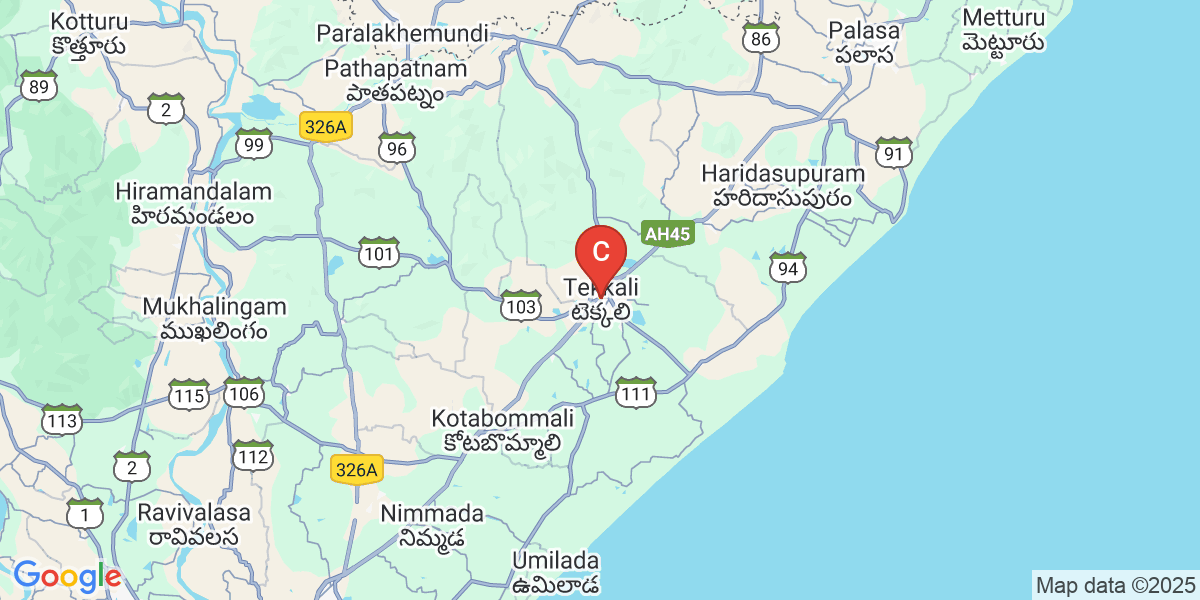 Kotturu
కొత్తూరు
Paralakhemundi
Pathapatnam
పాతపట్నం
86
Palasa
పలాస
Metturu
మెట్టూరు
89
2
99
326A
96
91
Hiramandalam
హిరమండలం
Haridasupuram
హరిదాసుపురం
AH45
101
C
94
Tekkali
టెక్కలి
103
Mukhalingam
ముఖలింగం
115
106
111
113
Kotabommali
కోటబొమ్మాలి
2
112
326A
1
Ravivalasa
రావివలస
Nimmada
నిమ్మడ
Umilada
ఉమిలాడ
Google
Map data ©2025